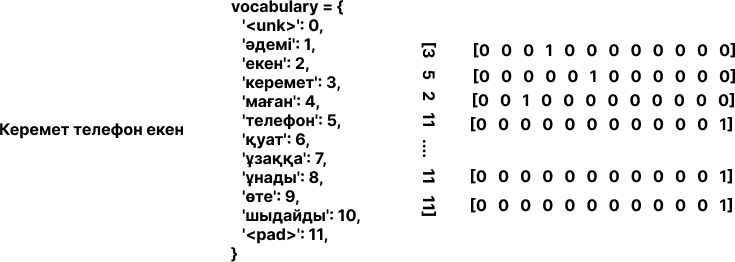 Керемет телефон екен
vocabulary = {
'<unk>': 0,
'әдемі': 1,
'екен': 2,
'керемет': 3,
'маған': 4,
'телефон': 5,
'қуат': 6,
'ұзаққа': 7,
'ұнады': 8,
'өте': 9,
'шыдайды': 10,
'<pad>': 11,
}
[3 5 2 11 .... 11 11]
[0 0 0 1 0 0 0 0 0 0 0 0]
[0 0 0 0 0 1 0 0 0 0 0 0]
[0 0 1 0 0 0 0 0 0 0 0 0]
[0 0 0 0 0 0 0 0 0 0 0 1]
[0 0 0 0 0 0 0 0 0 0 0 1]
[0 0 0 0 0 0 0 0 0 0 0 1]